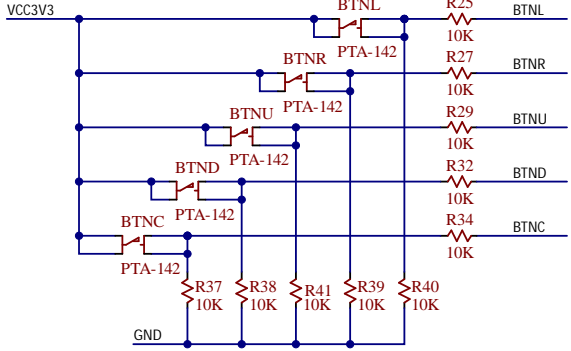 VCC3V3
BTNL
PTA-142
R25
10K
BTNL
BTNR
PTA-142
R27
10K
BTNR
BTNU
PTA-142
R29
10K
BTNU
BTND
PTA-142
R32
10K
BTND
BTNC
PTA-142
R34
10K
BTNC
R37
10K
R38
10K
R41
10K
R39
10K
R40
10K
GND